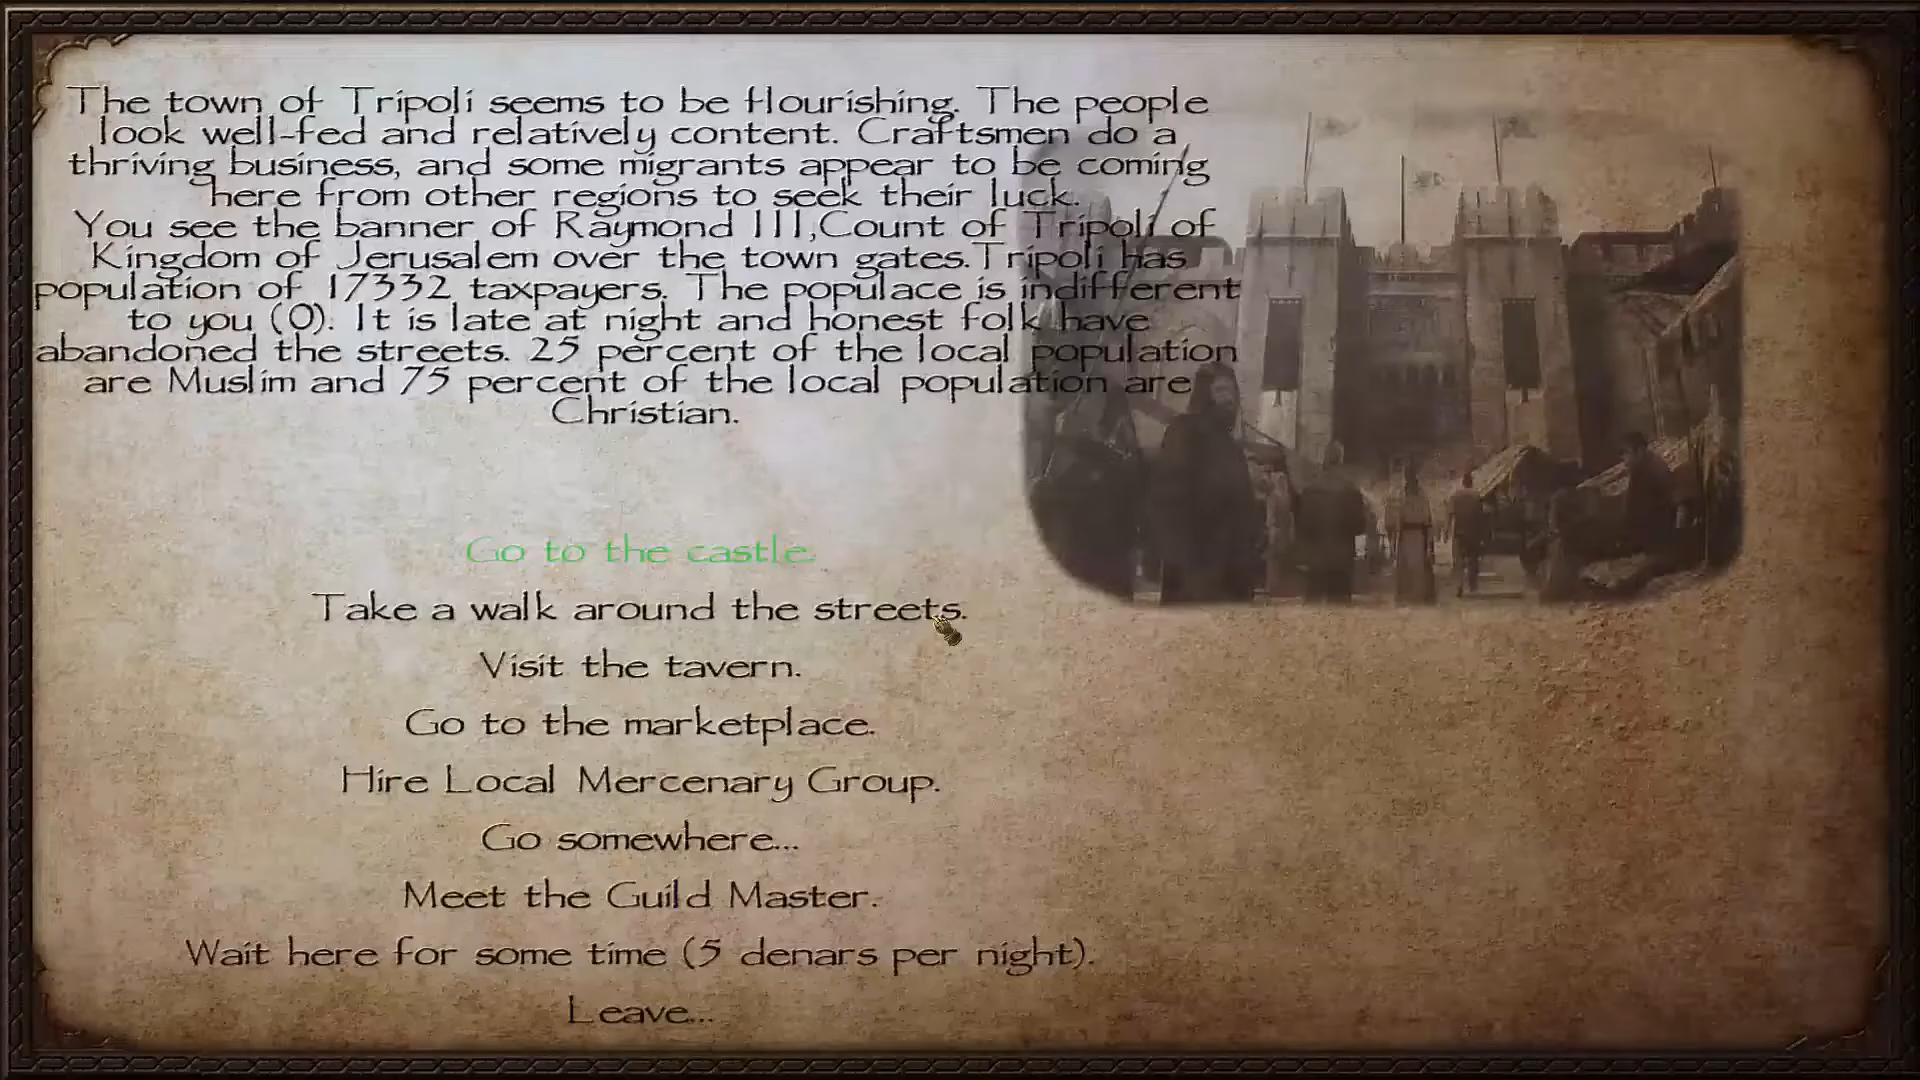 The town of Tripoli seems to be flourishing. The people
look well-fed and relatively content. Craftsmen do a
thriving business, and some migrants appear to be coming
here from other regions to seek their luck.
You see the banner of Raymond III,Count of Tripoli of
Kingdom of Jerusalem over the town gates.Tripoli has
population of 17332 taxpayers. The populace is indifferent
to you (0). It is late at night and honest folk have
abandoned the streets. 25 percent of the local population
are Muslim and 75 percent of the local population are
Christian.
Go to the castle.
Take a walk around the streets.
Visit the tavern.
Go to the marketplace.
Hire Local Mercenary Group.
Go somewhere...
Meet the Guild Master.
Wait here for some time (5 denars per night).
Leave...